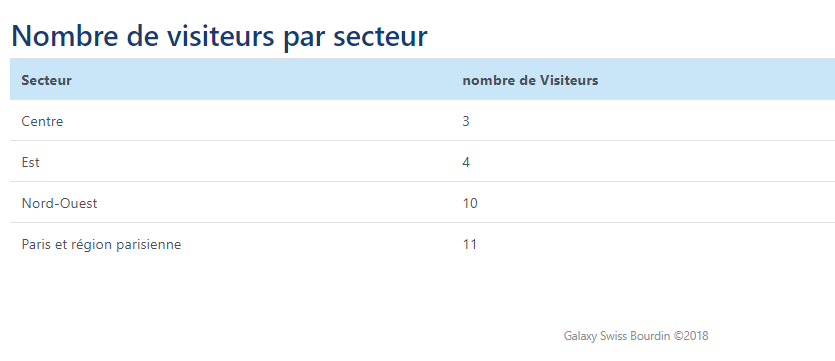 Nombre de visiteurs par secteur
Secteur nombre de Visiteurs
Centre 3
Est 4
Nord-Ouest 10
Paris et région parisienne 11
Galaxy Swiss Bourdin ©2018